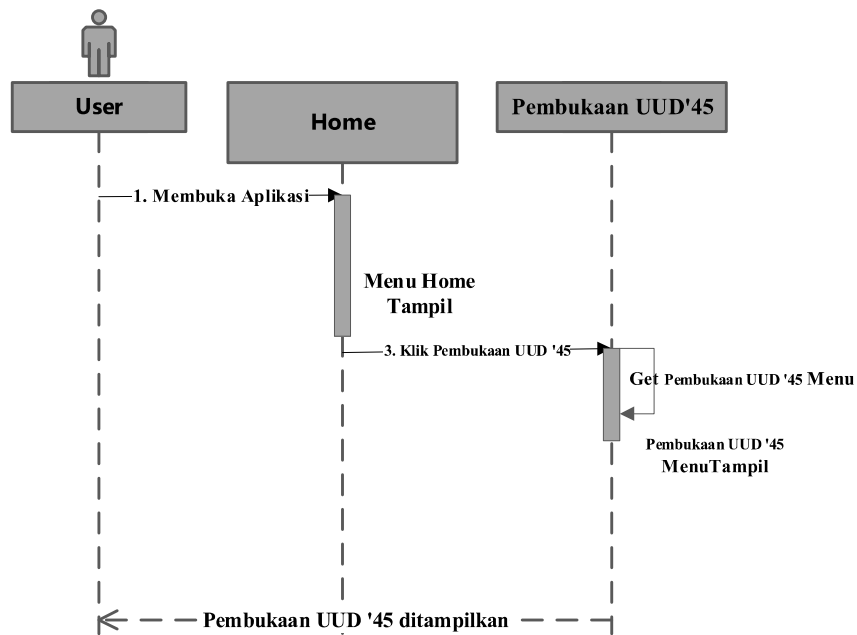 User
Home
Pembukaan UUD'45
1. Membuka Aplikasi
Menu Home
Tampil
3. Klik Pembukaan UUD '45
Get Pembukaan UUD '45 Menu
Pembukaan UUD '45
MenuTampil
Pembukaan UUD '45 ditampilkan